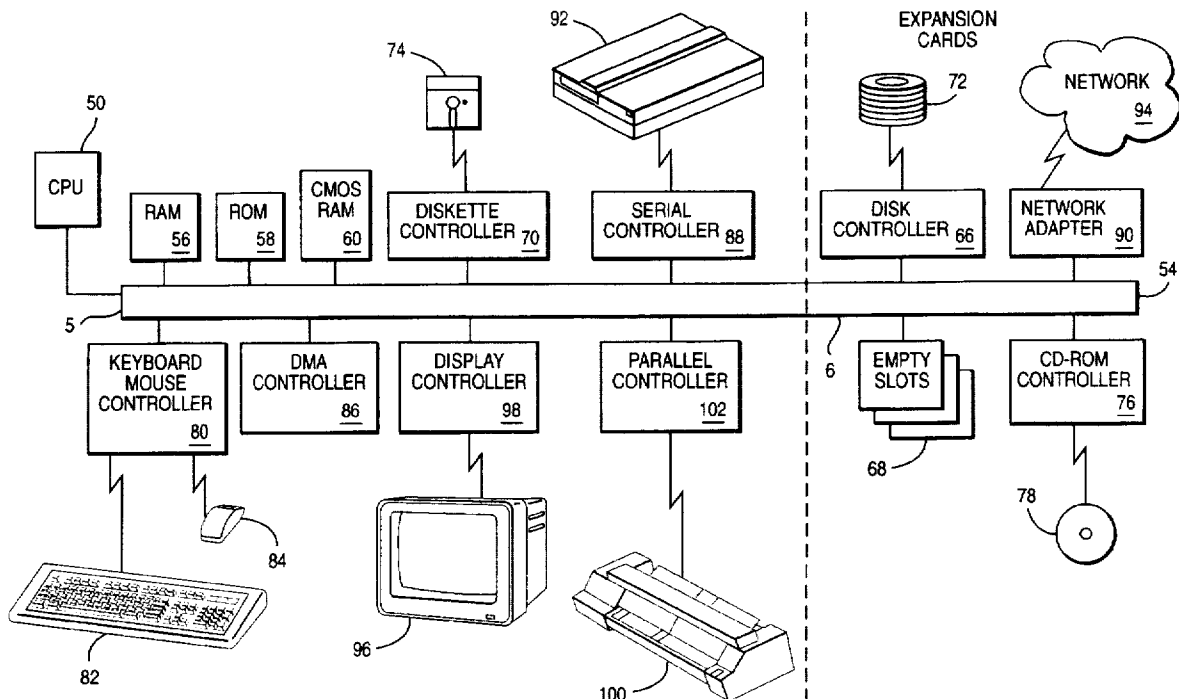 92
EXPANSION
CARDS
74
72
NETWORK
94
50
CPU
RAM
56
ROM
58
CMOS
RAM
60
DISKETTE
CONTROLLER
70
SERIAL
CONTROLLER
88
DISK
CONTROLLER
66
NETWORK
ADAPTER
90
54
5
6
KEYBOARD
MOUSE
CONTROLLER
80
DMA
CONTROLLER
86
DISPLAY
CONTROLLER
98
PARALLEL
CONTROLLER
102
EMPTY
SLOTS
68
CD-ROM
CONTROLLER
76
84
78
82
96
100